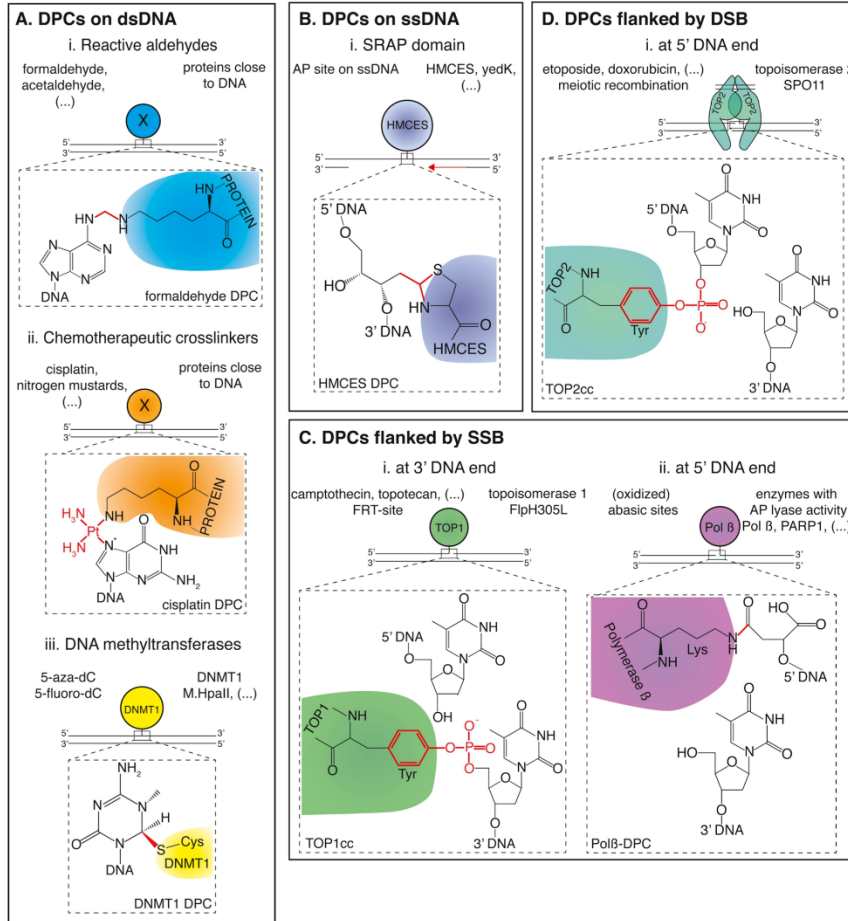 A. DPCs on dsDNA
i. Reactive aldehydes
formaldehyde,
acetaldehyde,
(...)
proteins close
to DNA
X
5' 3'
3' 5'
HN
N
H
HN
PROTEIN
O
N
N
N
N
DNA
formaldehyde DPC
ii. Chemotherapeutic crosslinkers
cisplatin,
nitrogen mustards,
(...)
proteins close
to DNA
X
5' 3'
3' 5'
O
H₃N
NH
HN
PROTEIN
Pt
H₃N
N⁺
O
NH
N
N
NH₂
DNA
cisplatin DPC
iii. DNA methyltransferases
5-aza-dC
5-fluoro-dC
DNMT1
M.HpaII, (...)
DNMT1
5' 3'
3' 5'
NH₂
N
N
H
O
N
S
Cys
DNMT1
DNA
DNMT1 DPC
B. DPCs on ssDNA
i. SRAP domain
AP site on ssDNA
HMCES, yedK,
(...)
HMCES
5' 3'
3' 5'
5' DNA
O
S
HO
O
HN
O
3' DNA
HMCES
HMCES DPC
D. DPCs flanked by DSB
i. at 5' DNA end
etoposide, doxorubicin, (...)
meiotic recombination
topoisomerase 2
SPO11
TOP2
TOP2
5' 3'
3' 5'
O
NH
5' DNA
O
N
O
O
TOP2
NH
O
O
O
P
O
O⁻
Tyr
O
NH
N
O
HO
O
O
3' DNA
TOP2cc
C. DPCs flanked by SSB
i. at 3' DNA end
camptothecin, topotecan, (...)
FRT-site
topoisomerase 1
FlpH305L
TOP1
5' 3'
3' 5'
O
NH
5' DNA
O
N
O
O
OH
TOP1
NH
O
Tyr
O
O⁻
P
O
O
O
NH
N
O
O
O
3' DNA
TOP1cc
ii. at 5' DNA end
(oxidized)
abasic sites
enzymes with
AP lyase activity
Pol ß, PARP1, (...)
Pol ß
5' 3'
3' 5'
O
O
HO
O
Polymerase ß
NH
Lys
N
H
O
5' DNA
O
NH
N
O
HO
O
O
3' DNA
Polß-DPC